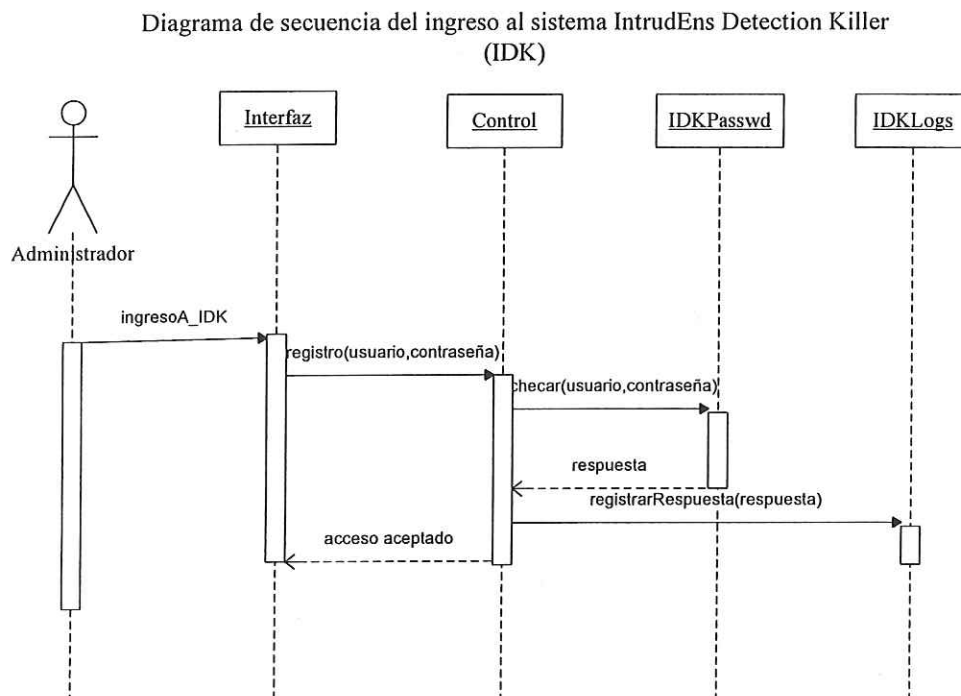 Diagrama de secuencia del ingreso al sistema IntrudEns Detection Killer
(IDK)
Interfaz
Control
IDKPasswd
IDKLogs
Administrador
ingresoA_IDK
registro(usuario,contraseña)
checar(usuario,contraseña)
respuesta
registrarRespuesta(respuesta)
acceso aceptado